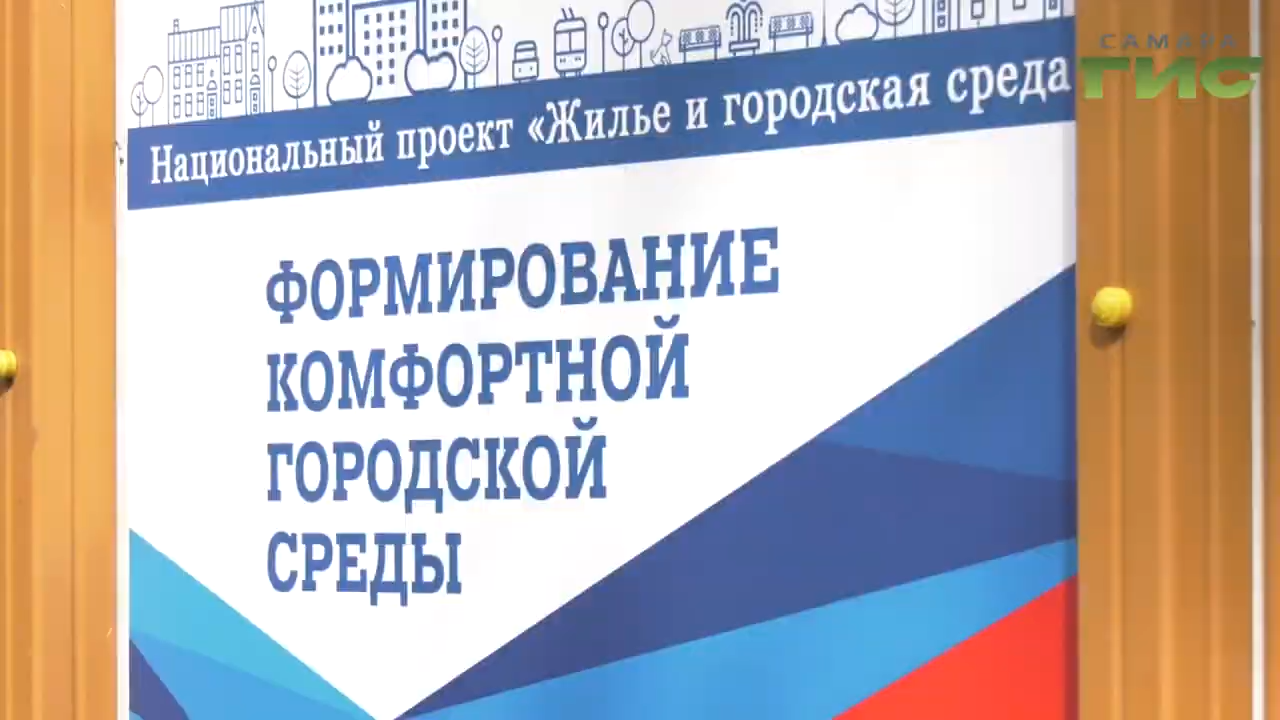 САМАРА
ГИС
Национальный проект «Жилье и городская среда
ФОРМИРОВАНИЕ
КОМФОРТНОЙ
ГОРОДСКОЙ
СРЕДЫ